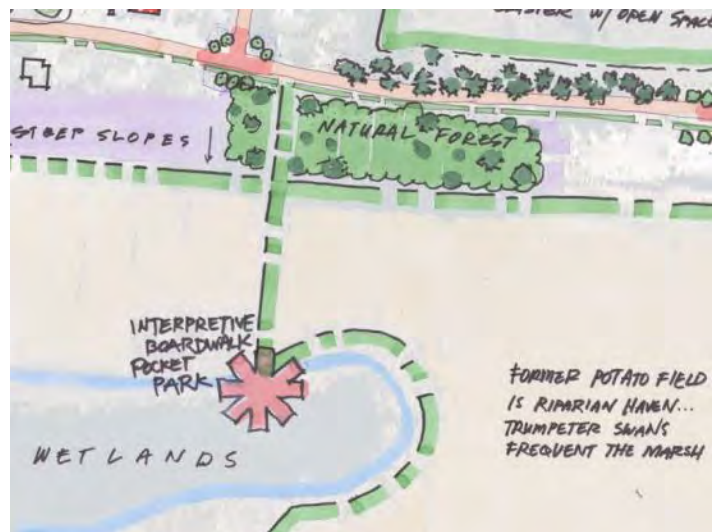 W/ OPEN SPACE
NATURAL FOREST
STEEP SLOPES
INTERPRETIVE
BOARDWALK
POCKET
PARK
FORMER POTATO FIELD
IS RIPARIAN HAVEN...
TRUMPETER SWANS
FREQUENT THE MARSH
WETLANDS